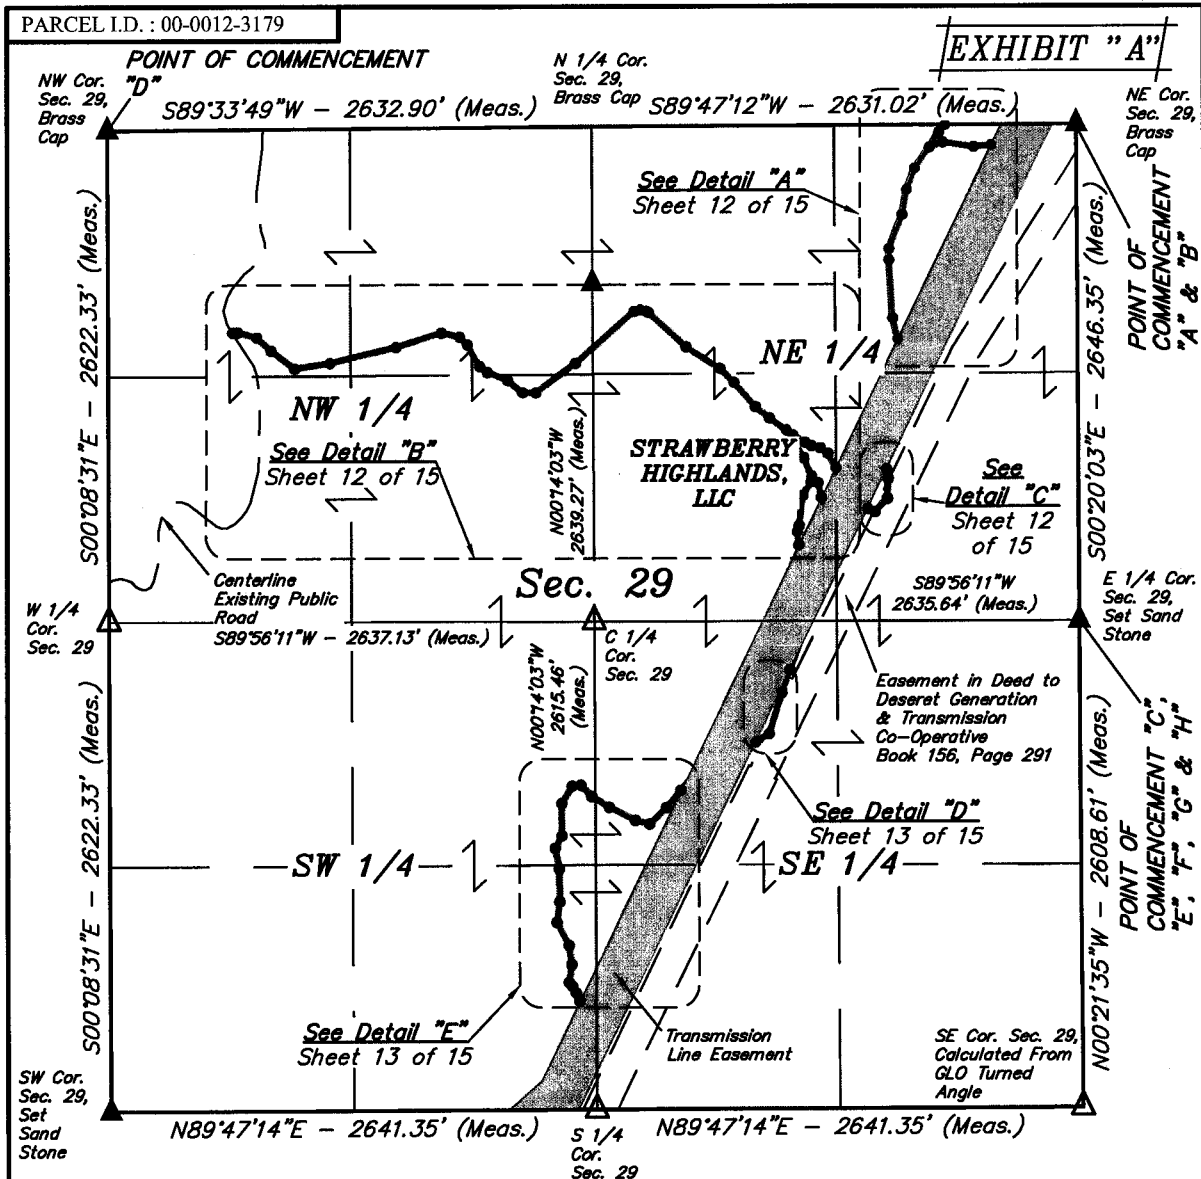 PARCEL I.D. : 00-0012-3179
EXHIBIT "A"
POINT OF COMMENCEMENT
"D"
NW Cor.
Sec. 29,
Brass
Cap
S89°33'49"W - 2632.90' (Meas.)
N 1/4 Cor.
Sec. 29,
Brass Cap
S89°47'12"W - 2631.02' (Meas.)
NE Cor.
Sec. 29,
Brass
Cap
See Detail "A"
Sheet 12 of 15
POINT OF
COMMENCEMENT
"A" & "B"
S00°08'31"E - 2622.33' (Meas.)
S00°20'03"E - 2646.35' (Meas.)
NE 1/4
NW 1/4
See Detail "B"
Sheet 12 of 15
N00°14'03"W
2639.27' (Meas.)
STRAWBERRY
HIGHLANDS,
LLC
See
Detail "C"
Sheet 12
of 15
Centerline
Existing Public
Road
Sec. 29
S89°56'11"W
2635.64' (Meas.)
E 1/4 Cor.
Sec. 29,
Set Sand
Stone
W 1/4
Cor.
Sec. 29
S89°56'11"W - 2637.13' (Meas.)
C 1/4
Cor.
Sec. 29
N00°14'03"W
2615.46'
(Meas.)
Easement in Deed to
Deseret Generation
& Transmission
Co-Operative
Book 156, Page 291
POINT OF
COMMENCEMENT "C",
"E", "F", "G" & "H"
S00°08'31"E - 2622.33' (Meas.)
N00°21'35"W - 2608.61' (Meas.)
See Detail "D"
Sheet 13 of 15
SW 1/4
SE 1/4
See Detail "E"
Sheet 13 of 15
Transmission
Line Easement
SE Cor. Sec. 29,
Calculated From
GLO Turned
Angle
SW Cor.
Sec. 29,
Set
Sand
Stone
N89°47'14"E - 2641.35' (Meas.)
S 1/4
Cor.
Sec. 29
N89°47'14"E - 2641.35' (Meas.)